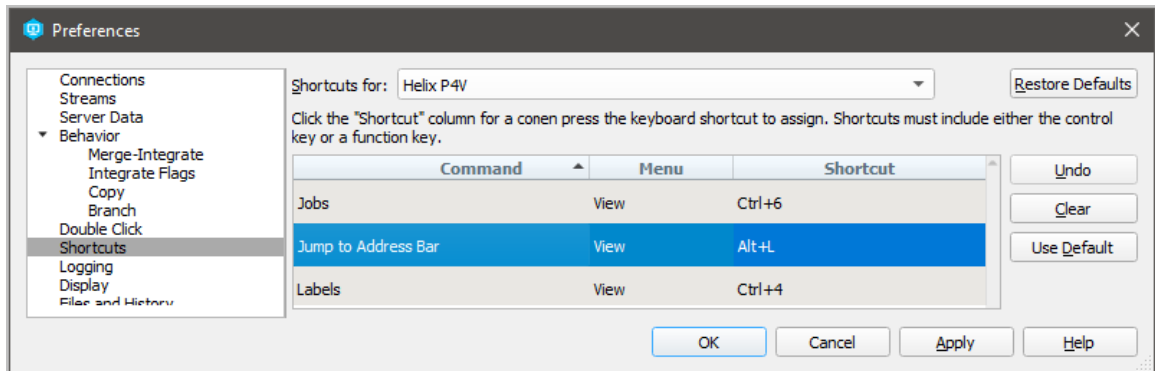 Preferences
Connections
Streams
Server Data
Behavior
Merge-Integrate
Integrate Flags
Copy
Branch
Double Click
Shortcuts
Logging
Display
Files and History
Shortcuts for: Helix P4V
Restore Defaults
Click the "Shortcut" column for a conen press the keyboard shortcut to assign. Shortcuts must include either the control
key or a function key.
Command Menu Shortcut
Jobs View Ctrl+6
Jump to Address Bar View Alt+L
Labels View Ctrl+4
Undo
Clear
Use Default
OK Cancel Apply Help